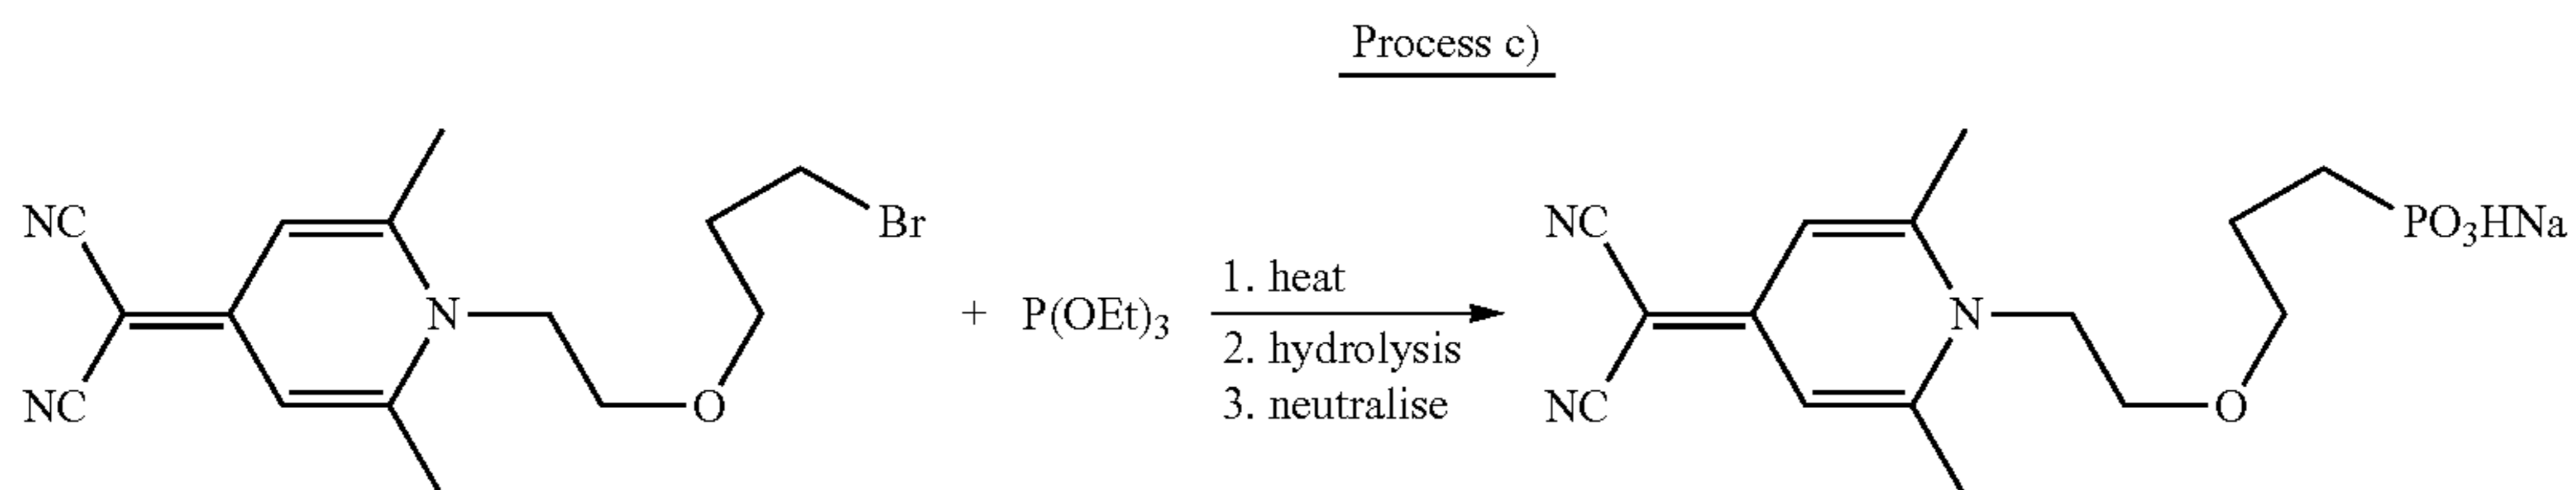 Process c)
NC
NC
N
O
Br
+ P(OEt)₃
1. heat
2. hydrolysis
3. neutralise
NC
NC
N
O
PO₃HNa